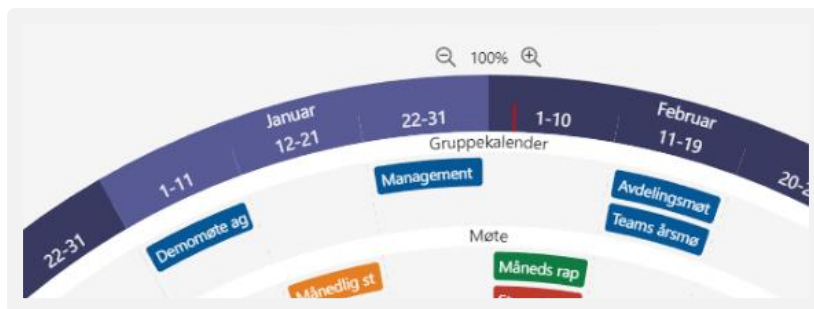 100%
Januar
Februar
22-31
1-11
12-21
22-31
1-10
11-19
Gruppekalender
Demomøte ag
Management
Avdelingsmøt
Teams årsmø
Møte
Månedlig st
Måneds rap